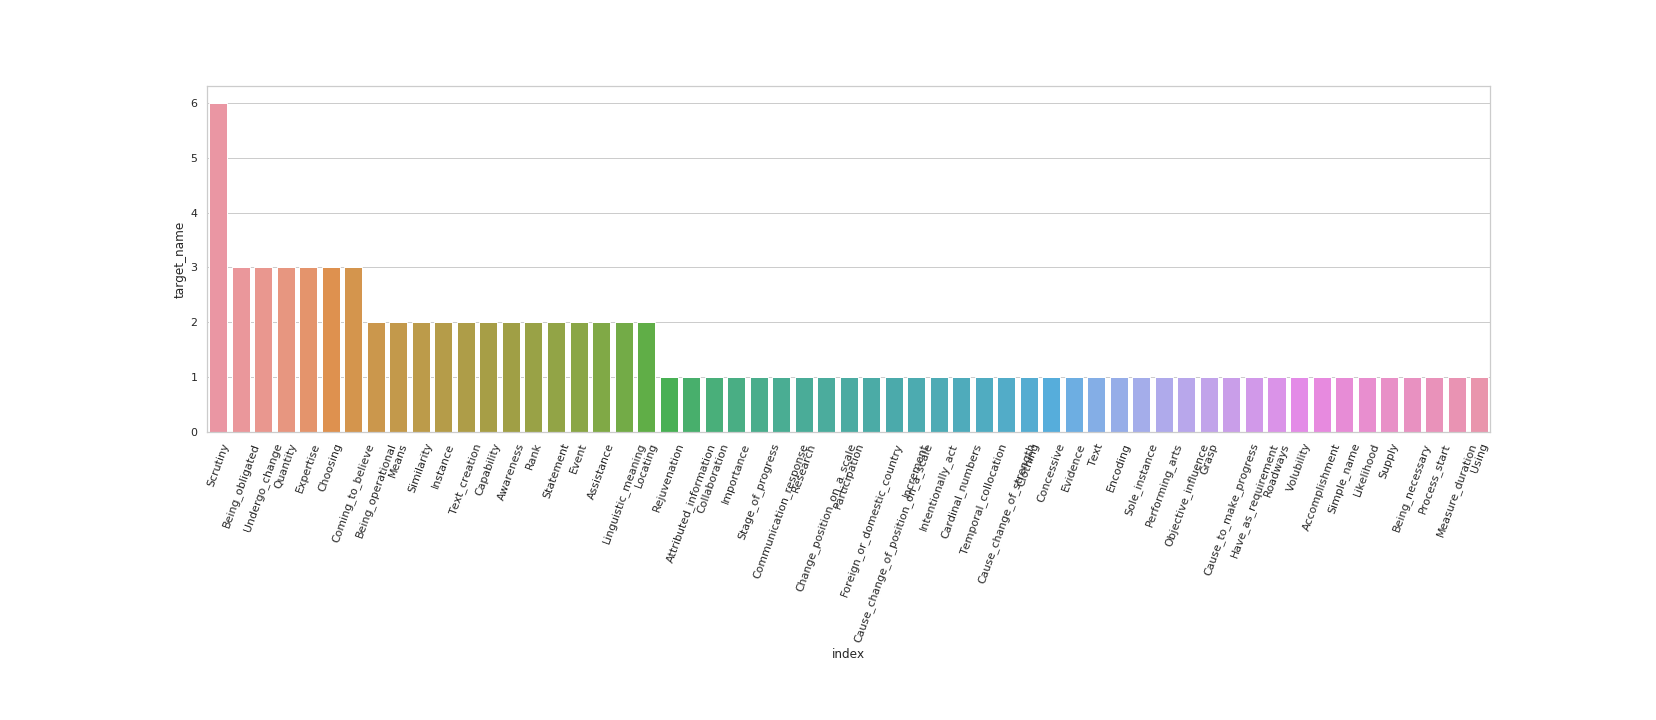 6
5
4
3
2
1
0
target_name
Scrutiny
Being_obligated
Undergo_change
Quantity
Expertise
Choosing
Coming_to_believe
Being_operational
Means
Similarity
Instance
Text_creation
Capability
Awareness
Rank
Statement
Event
Assistance
Linguistic_meaning
Locating
Rejuvenation
Attributed_information
Collaboration
Importance
Stage_of_progress
Communication_response
Research
Change_position_on_a_scale
Participation
Foreign_or_domestic_country
Increment
Cause_change_of_position_on_a_scale
Intentionally_act
Cardinal_numbers
Temporal_collocation
Cause_change_of_strength
Clothing
Concessive
Evidence
Text
Encoding
Sole_instance
Performing_arts
Objective_influence
Grasp
Cause_to_make_progress
Have_as_requirement
Roadways
Volubility
Accomplishment
Simple_name
Likelihood
Supply
Being_necessary
Process_start
Measure_duration
Using
index